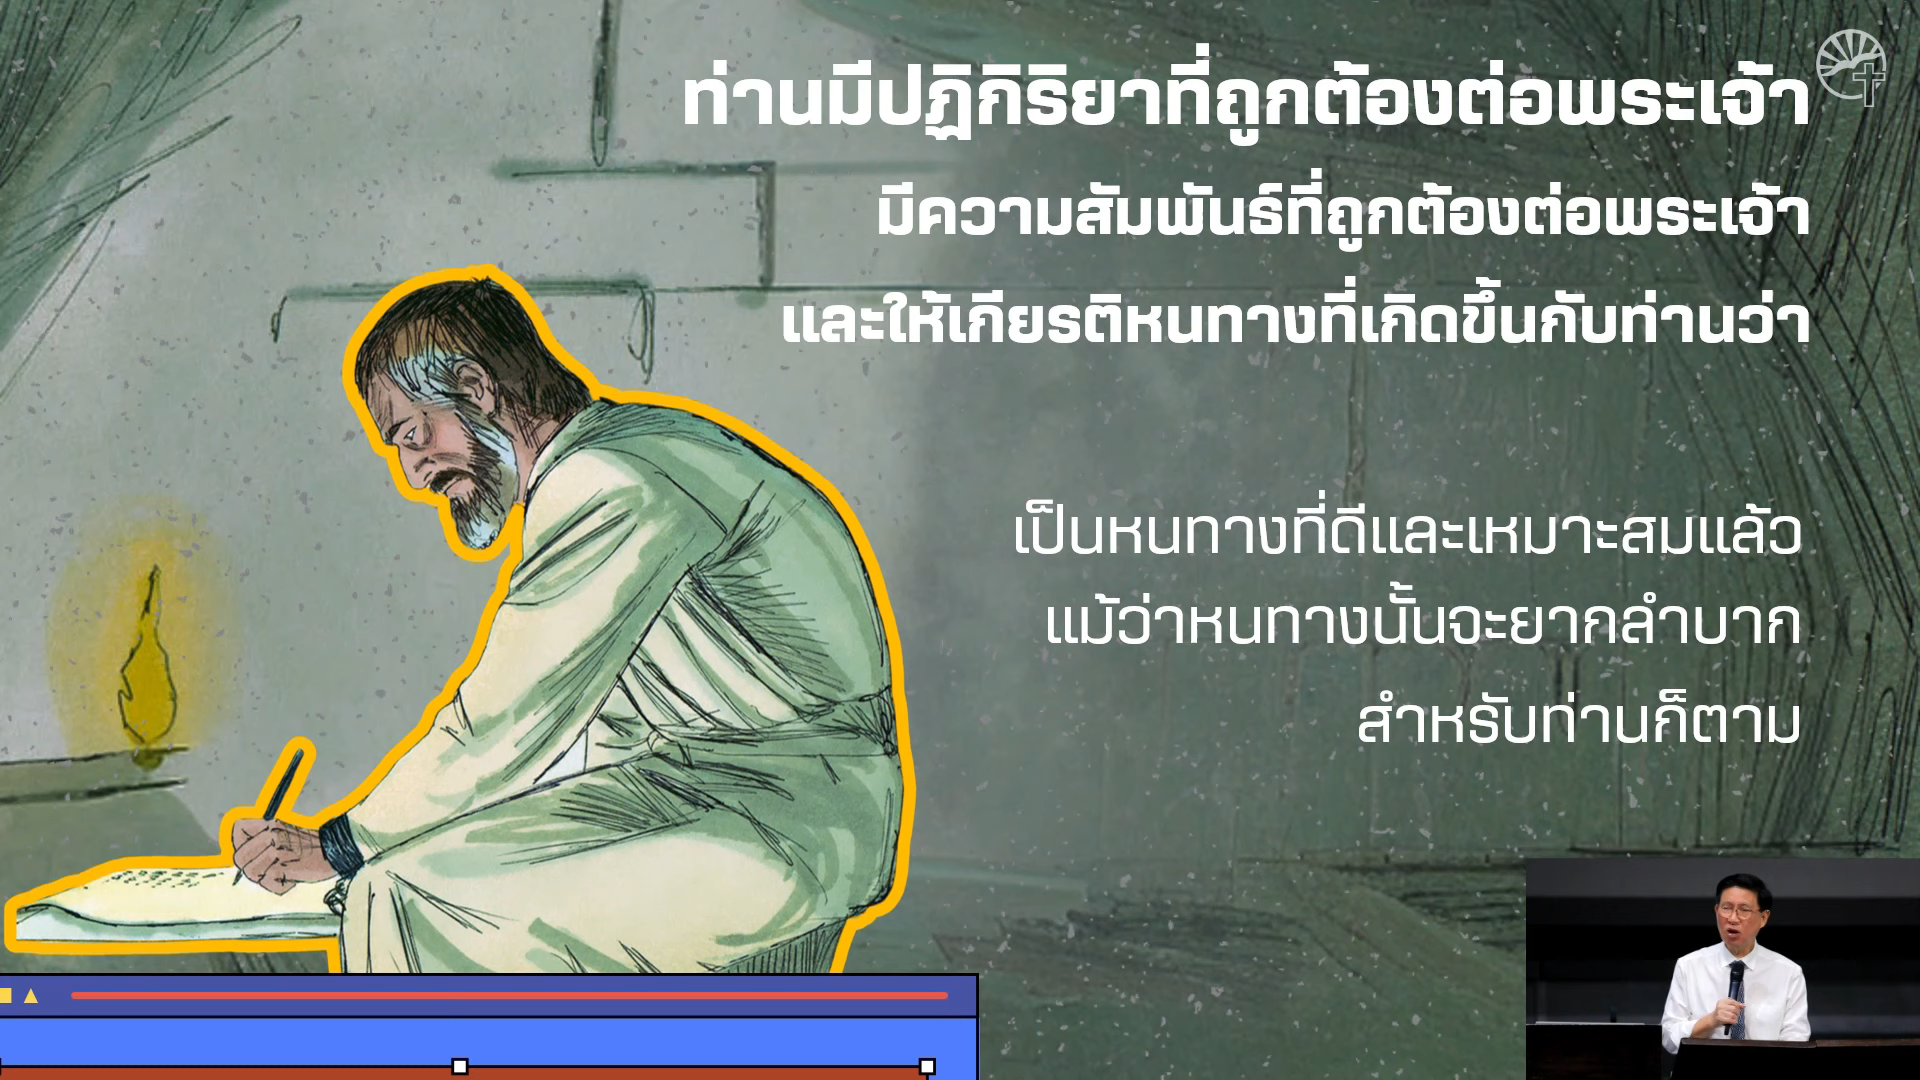 ท่านมีปฏิกิริยาที่ถูกต้องต่อพระเจ้า
มีความสัมพันธ์ที่ถูกต้องต่อพระเจ้า
และให้เกียรติหนทางที่เกิดขึ้นกับท่านว่า
เป็นหนทางที่ดีและเหมาะสมแล้ว
แม้ว่าหนทางนั้นจะยากลำบาก
สำหรับท่านก็ตาม